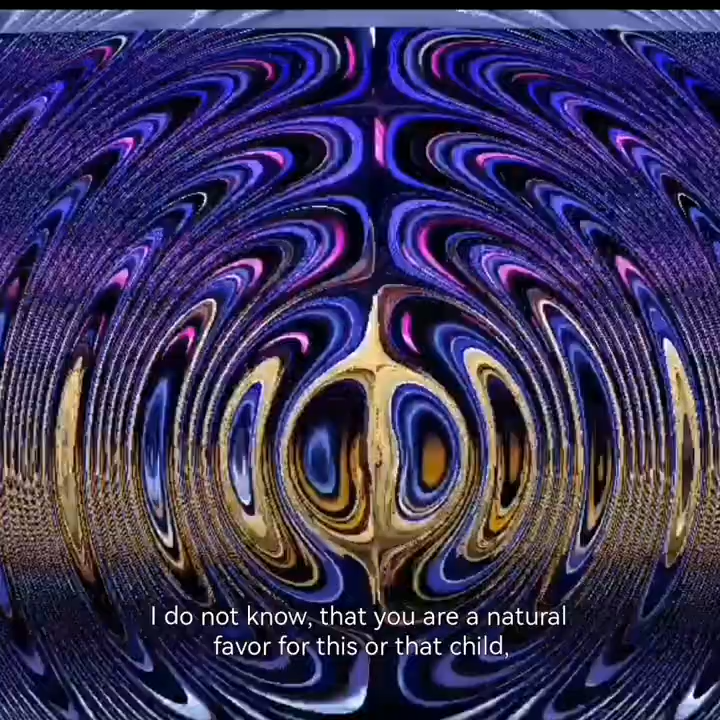 I do not know, that you are a natural
favor for this or that child,